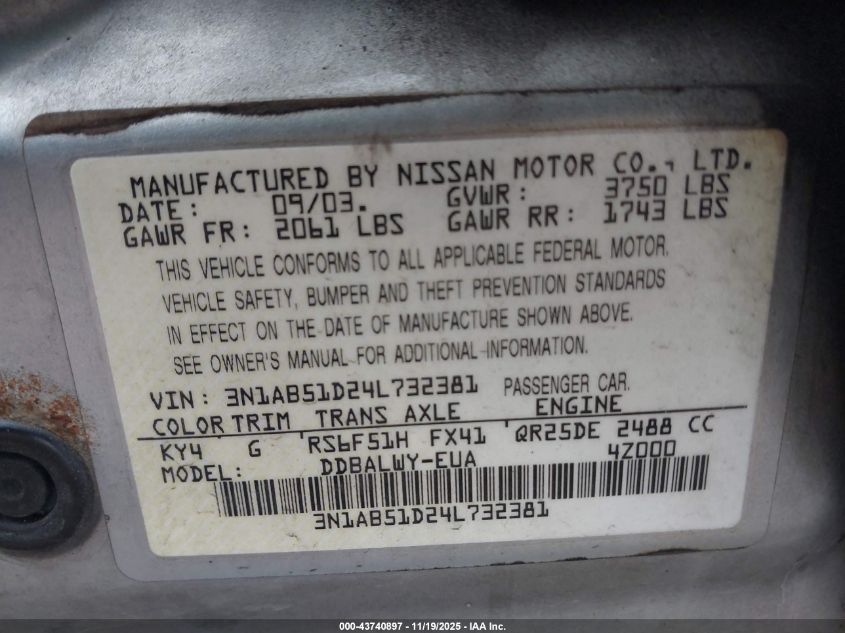 MANUFACTURED BY NISSAN MOTOR CO., LTD.
DATE: 09/03. GVWR: 3750 LBS
GAWR FR: 2061 LBS GAWR RR: 1743 LBS
THIS VEHICLE CONFORMS TO ALL APPLICABLE FEDERAL MOTOR.
VEHICLE SAFETY, BUMPER AND THEFT PREVENTION STANDARDS
IN EFFECT ON THE DATE OF MANUFACTURE SHOWN ABOVE.
SEE OWNER'S MANUAL FOR ADDITIONAL INFORMATION.
VIN: 3N1AB51D24L732381 PASSENGER CAR.
COLOR TRIM TRANS AXLE ENGINE
KY4 G RS6F51H FX41 QR25DE 2488 CC
MODEL: DDBALWY-EUA 4Z000
3N1AB51D24L732381
000-43740897 - 11/19/2025 - IAA Inc.